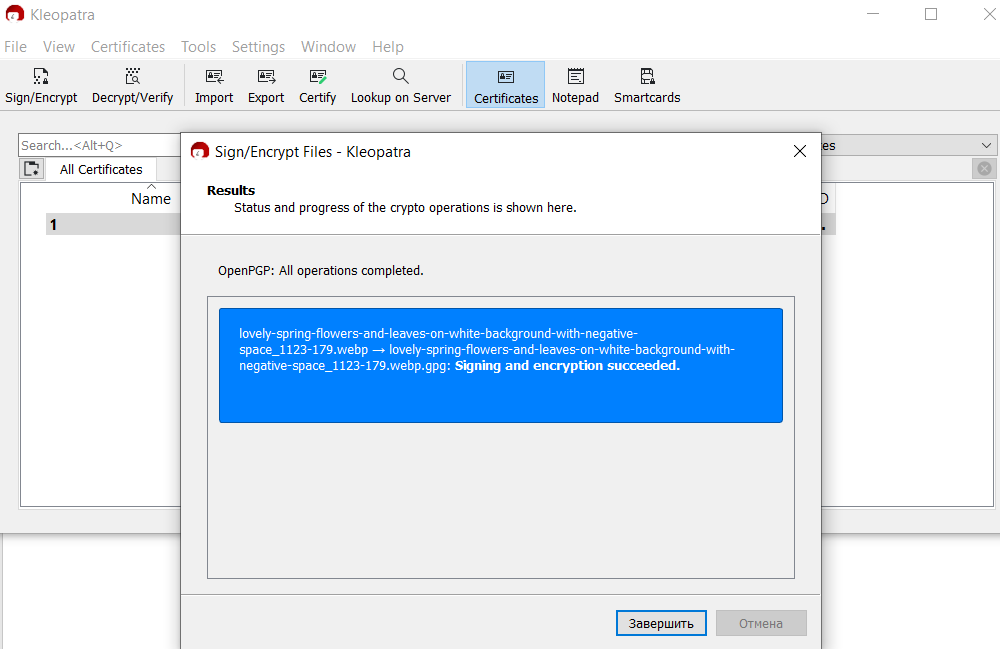 Kleopatra
File View Certificates Tools Settings Window Help
Sign/Encrypt Decrypt/Verify Import Export Certify Lookup on Server Certificates Notepad Smartcards
Search...<Alt+Q>
All Certificates
Name
1
Sign/Encrypt Files - Kleopatra
Results
Status and progress of the crypto operations is shown here.
OpenPGP: All operations completed.
lovely-spring-flowers-and-leaves-on-white-background-with-negative-
space_1123-179.webp → lovely-spring-flowers-and-leaves-on-white-background-with-
negative-space_1123-179.webp.gpg: Signing and encryption succeeded.
Завершить Отмена